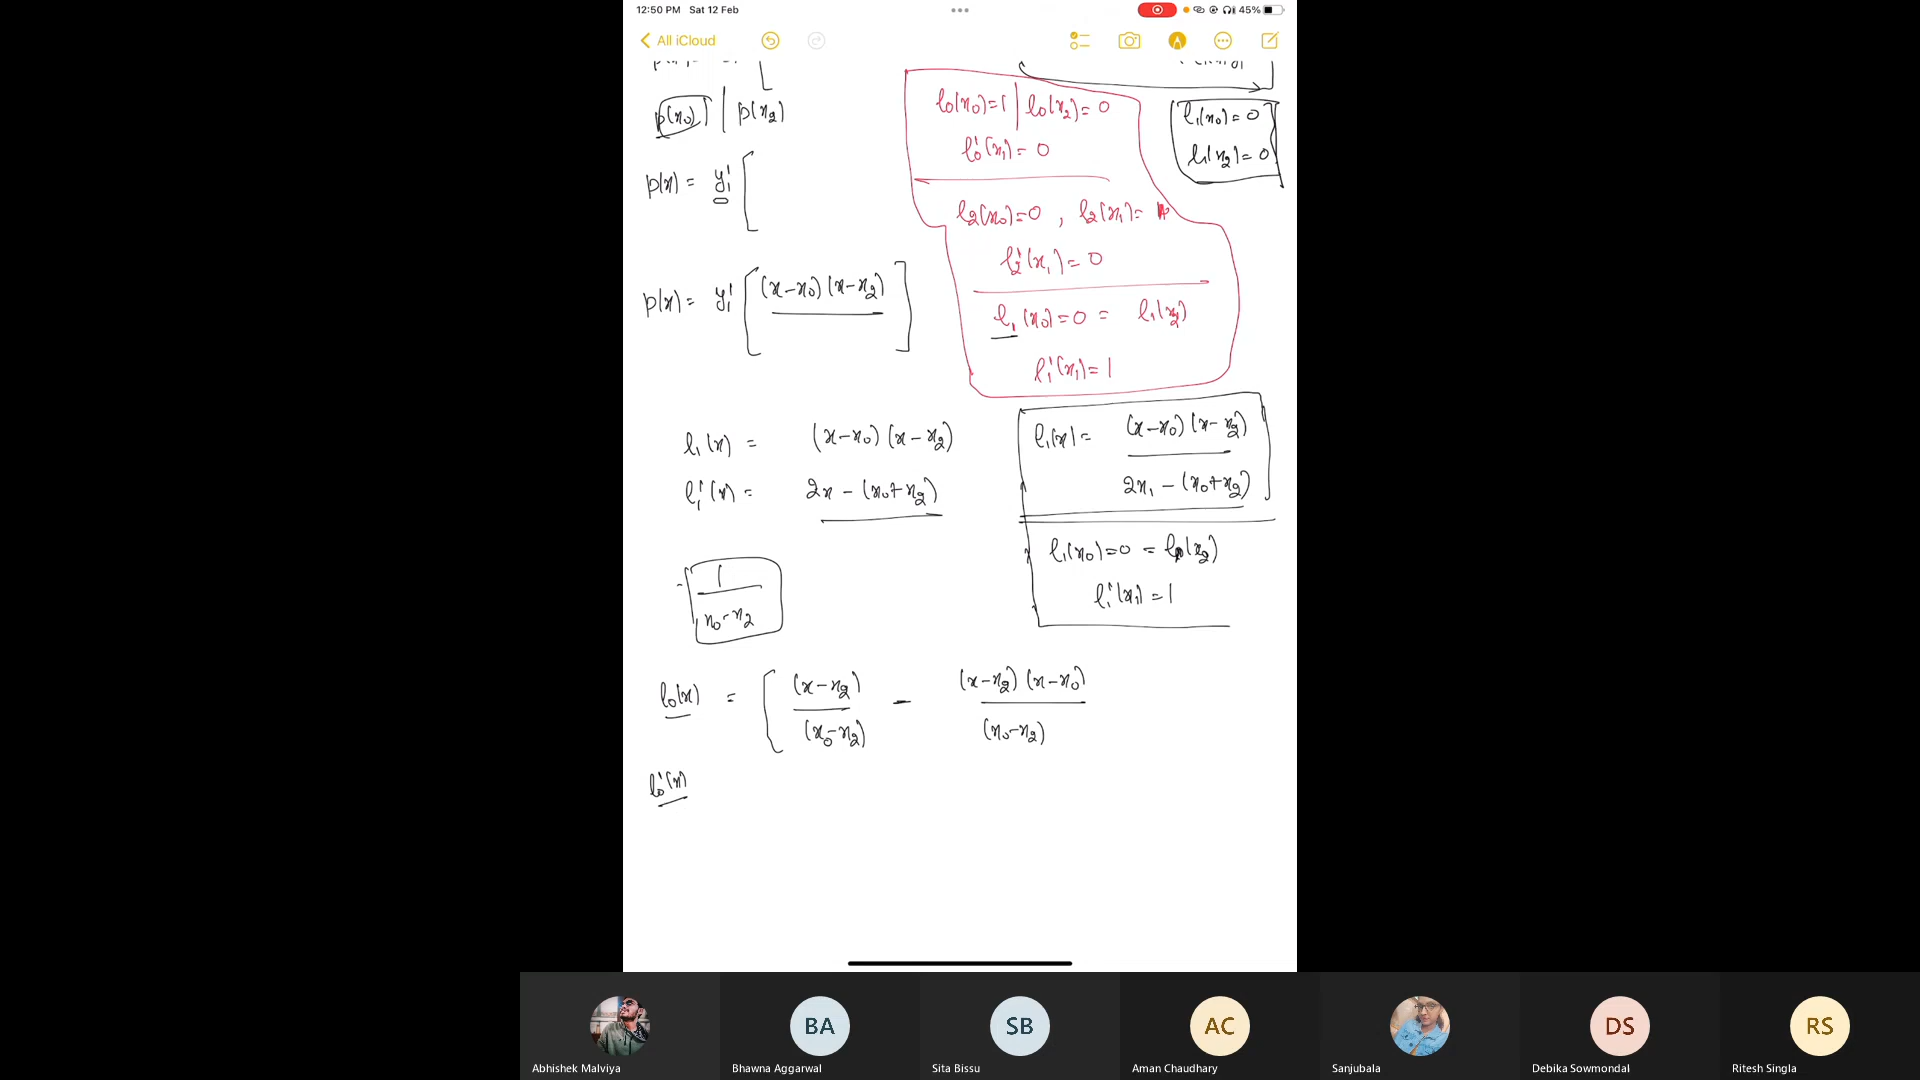 12:50 PM Sat 12 Feb
45%
All iCloud
p(x₀) | p(x₂)
l₀(x₀)=1 | l₀(x₂)= 0
l₀'(x₁)= 0
l₁(x₀)=0
l₁(x₂)=0
p(x) = y₁' [
l₂(x₀)=0 , l₂(x₁)=
l₂'(x₁)=0
p(x)= y₁' [ (x-x₀)(x-x₂) ]
l₁(x₀)=0 = l₁(x₂)
l₁'(x₁)=1
l₁(x) = (x-x₀)(x-x₂)
l₁'(x) = 2x-(x₀+x₂)
l₁(x)= (x-x₀)(x-x₂)
2x₁-(x₀+x₂)
l₁(x₀)=0 = l₁(x₂)
l₁'(x₁)=1
1
x₀-x₂
l₀(x) = [ (x-x₂) - (x-x₂)(x-x₀)
(x₀-x₂) (x₀-x₂)
l₀'(x)
BA
SB
AC
DS
RS
Abhishek Malviya
Bhawna Aggarwal
Sita Bissu
Aman Chaudhary
Sanjubala
Debika Sowmondal
Ritesh Singla